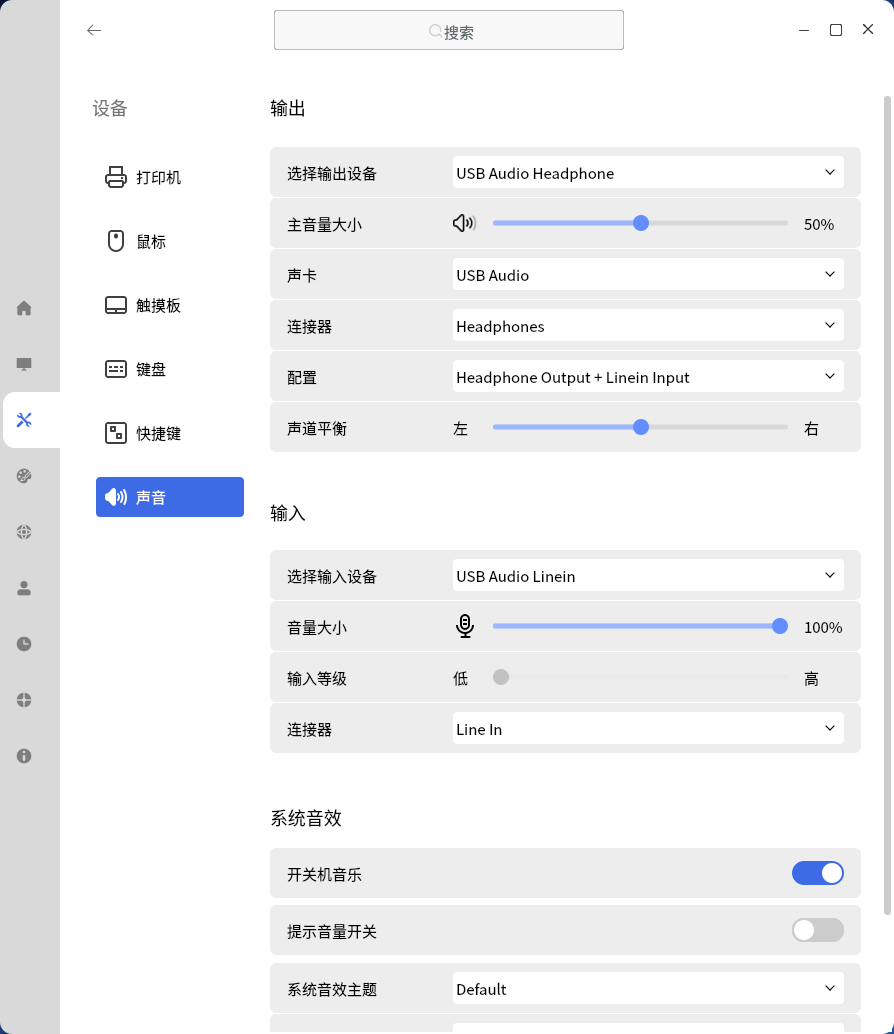 搜索
设备
打印机
鼠标
触摸板
键盘
快捷键
声音
输出
选择输出设备 USB Audio Headphone
主音量大小 50%
声卡 USB Audio
连接器 Headphones
配置 Headphone Output + Linein Input
声道平衡 左 右
输入
选择输入设备 USB Audio Linein
音量大小 100%
输入等级 低 高
连接器 Line In
系统音效
开关机音乐
提示音量开关
系统音效主题 Default